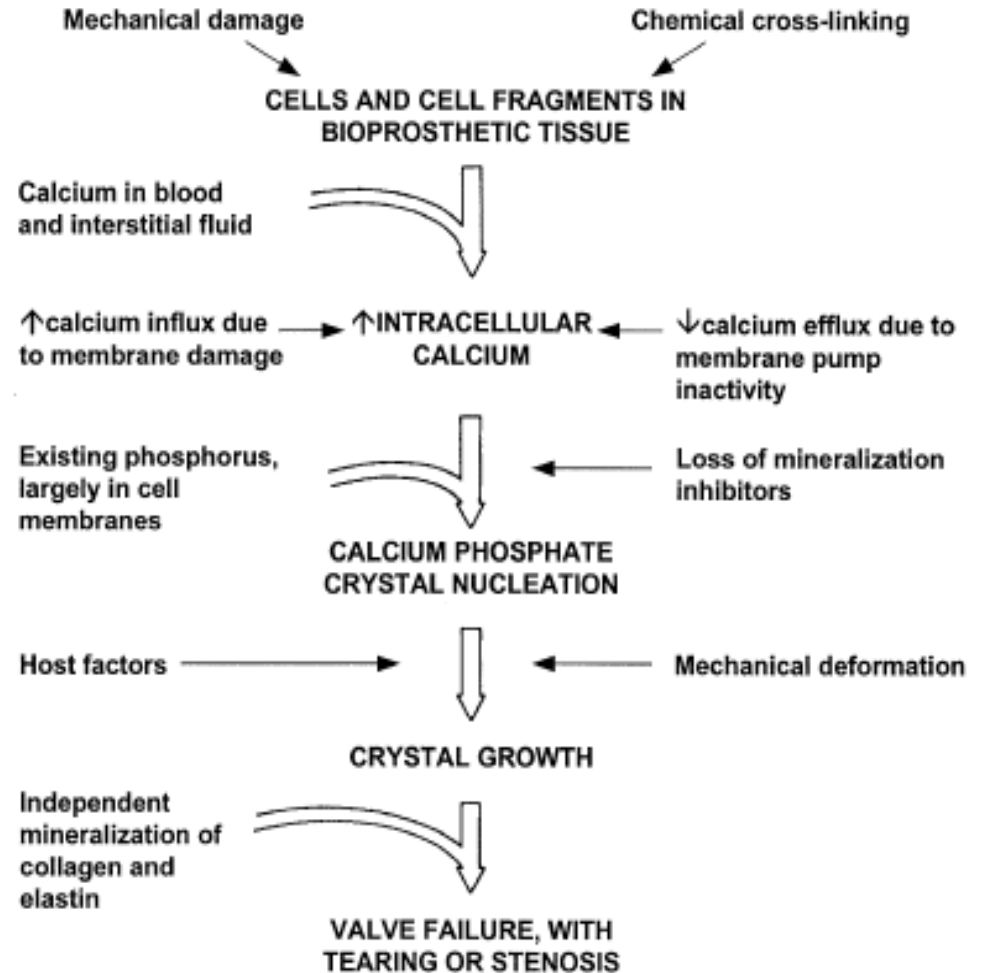 Mechanical damage
Chemical cross-linking
CELLS AND CELL FRAGMENTS IN
BIOPROSTHETIC TISSUE
Calcium in blood
and interstitial fluid
↑calcium influx due
to membrane damage
↑INTRACELLULAR
CALCIUM
↓calcium efflux due to
membrane pump
inactivity
Existing phosphorus,
largely in cell
membranes
Loss of mineralization
inhibitors
CALCIUM PHOSPHATE
CRYSTAL NUCLEATION
Host factors
Mechanical deformation
CRYSTAL GROWTH
Independent
mineralization of
collagen and
elastin
VALVE FAILURE, WITH
TEARING OR STENOSIS